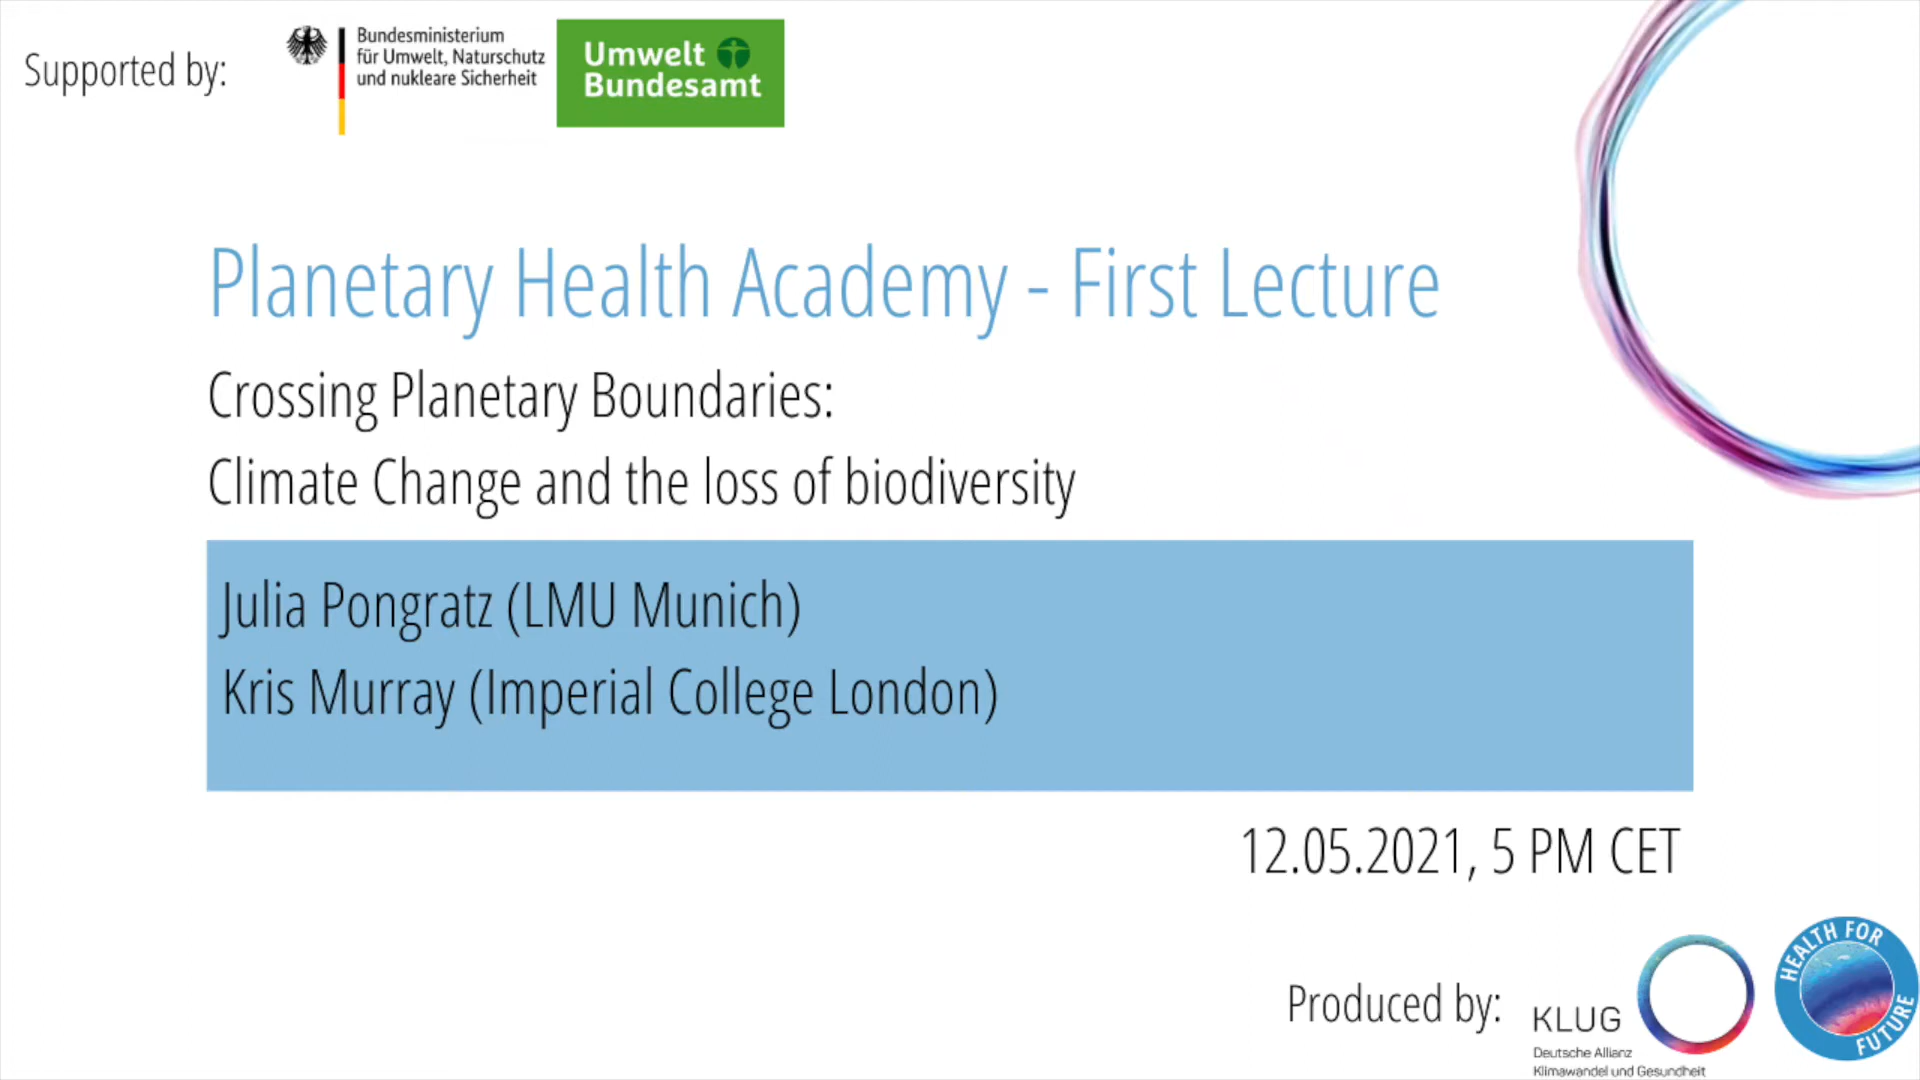 Supported by:
Bundesministerium
für Umwelt, Naturschutz
und nukleare Sicherheit
Umwelt
Bundesamt
Planetary Health Academy - First Lecture
Crossing Planetary Boundaries:
Climate Change and the loss of biodiversity
Julia Pongratz (LMU Munich)
Kris Murray (Imperial College London)
12.05.2021, 5 PM CET
Produced by:
KLUG
Deutsche Allianz
Klimawandel und Gesundheit
HEALTH FOR
FUTURE